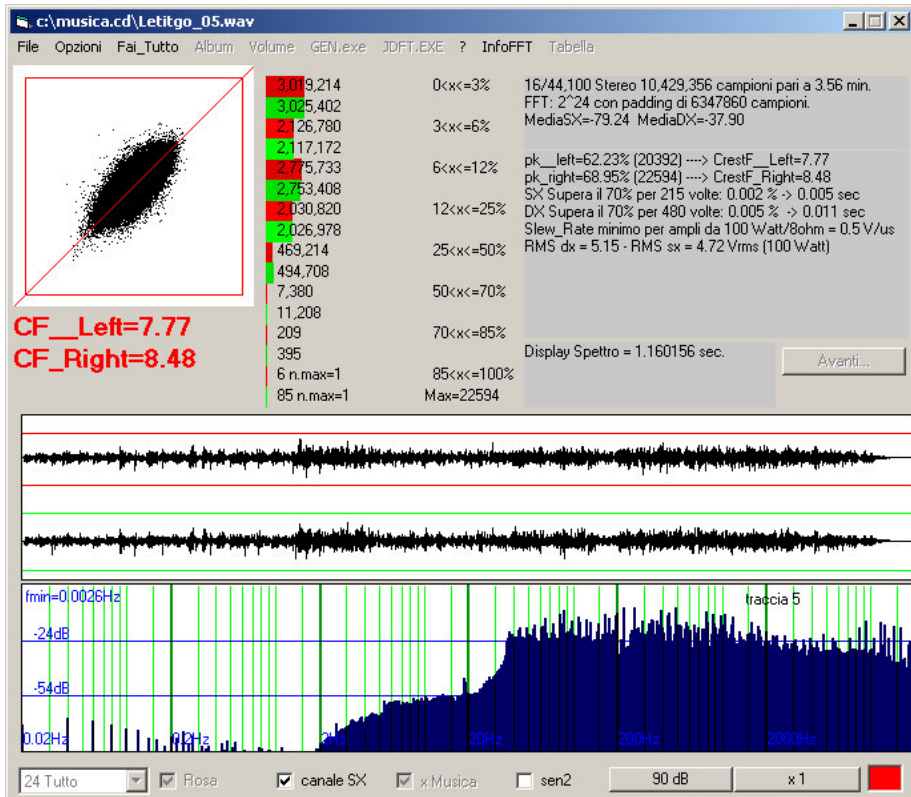 c:\musica.cd\Letitgo_05.wav
File Opzioni Fai_Tutto Album Volume GEN.exe JDFT.EXE ? InfoFFT Tabella
3,019,214 0<x<=3%
3,025,402
2,126,780 3<x<=6%
2,117,172
2,775,733 6<x<=12%
2,753,408
2,030,820 12<x<=25%
2,026,978
469,214 25<x<=50%
494,708
7,380 50<x<=70%
11,208
209 70<x<=85%
395
6 n.max=1 85<x<=100%
85 n.max=1 Max=22594
16/44,100 Stereo 10,429,356 campioni pari a 3.56 min.
FFT: 2^24 con padding di 6347860 campioni.
MediaSX=-79.24 MediaDX=-37.90
pk__left=62.23% (20392) ----> CrestF__Left=7.77
pk_right=68.95% (22594) ----> CrestF_Right=8.48
SX Supera il 70% per 215 volte: 0.002 % -> 0.005 sec
DX Supera il 70% per 480 volte: 0.005 % -> 0.011 sec
Slew_Rate minimo per ampli da 100 Watt/8ohm = 0.5 V/us
RMS dx = 5.15 - RMS sx = 4.72 Vrms (100 Watt)
CF__Left=7.77
CF_Right=8.48
Display Spettro = 1.160156 sec.
Avanti...
fmin=0.0026Hz
traccia 5
-24dB
-54dB
0.02Hz 0.2Hz 2Hz 20Hz 200Hz 2000Hz
24 Tutto Rosa canale SX x Musica sen2 90 dB x 1